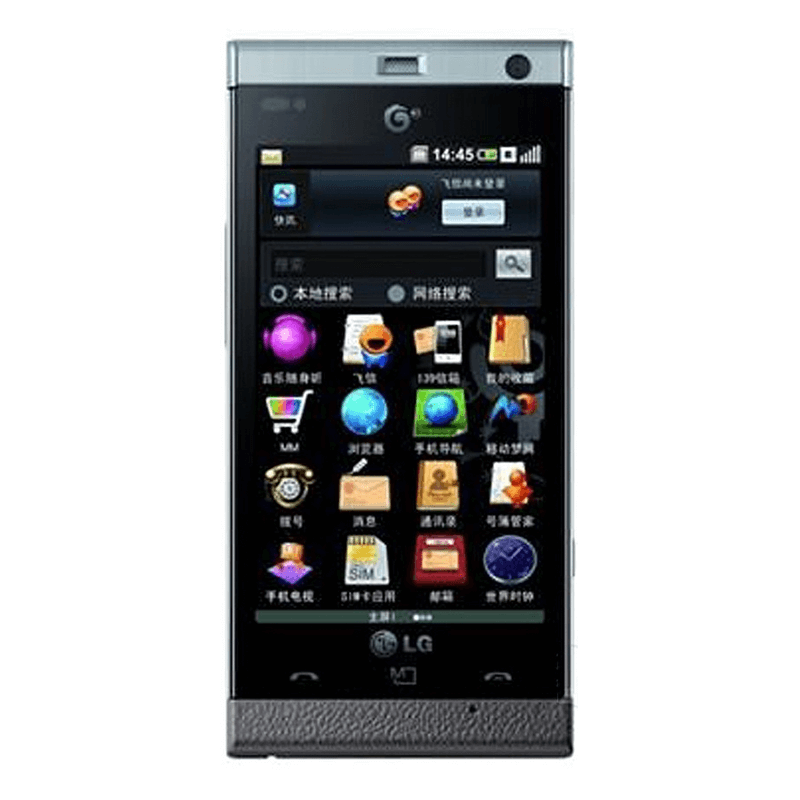 14:45
飞信尚未登录
快讯
登录
搜索
本地搜索 网络搜索
音乐随身听 飞信 139信箱 我的收藏
MM 浏览器 手机导航 移动梦网
拨号 消息 通讯录 号簿管家
SIM
手机电视 SIM卡应用 邮箱 世界时钟
主屏1
LG